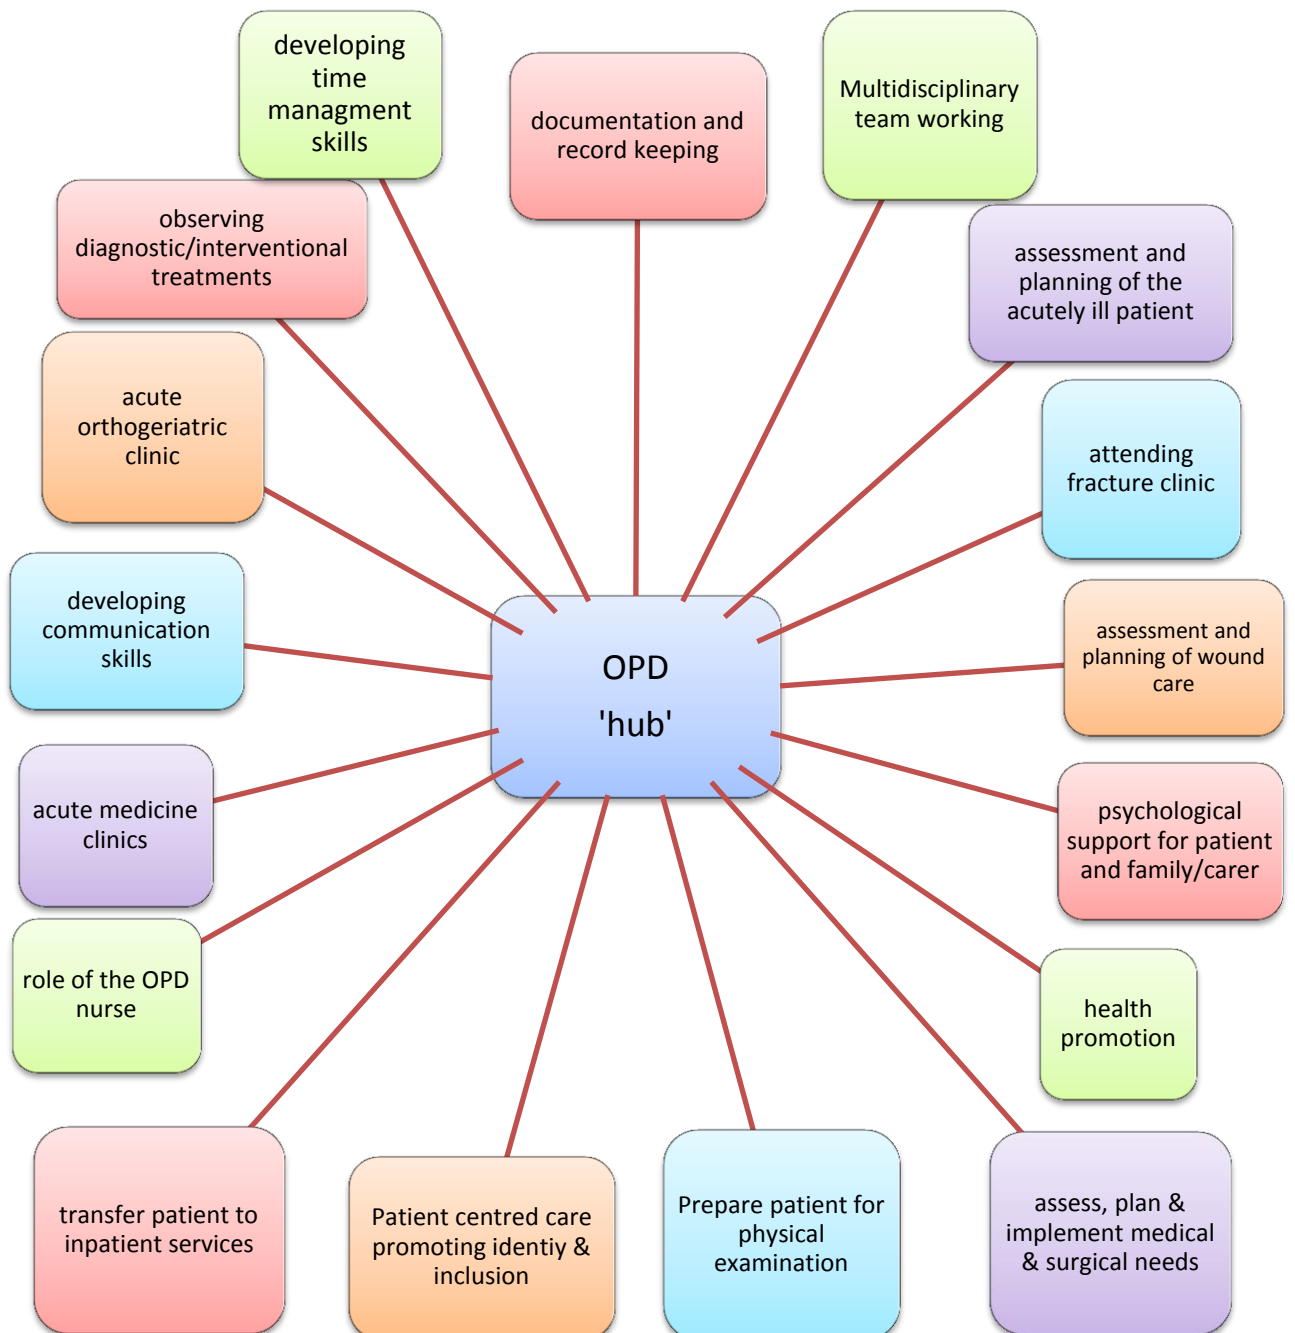 developing
time
managment
skills
documentation and
record keeping
Multidisciplinary
team working
observing
diagnostic/interventional
treatments
assessment and
planning of the
acutely ill patient
acute
orthogeriatric
clinic
attending
fracture clinic
developing
communication
skills
OPD
'hub'
assessment and
planning of wound
care
acute medicine
clinics
psychological
support for patient
and family/carer
role of the OPD
nurse
health
promotion
transfer patient to
inpatient services
Patient centred care
promoting identiy &
inclusion
Prepare patient for
physical
examination
assess, plan &
implement medical
& surgical needs